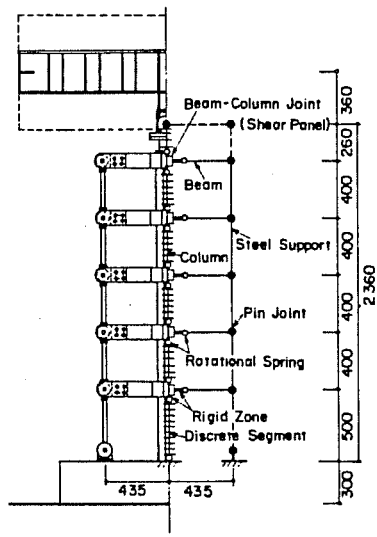 Beam-Column Joint
(Shear Panel)
Beam
Steel Support
Column
Pin Joint
Rotational Spring
Rigid Zone
Discrete Segment
435
435
360
260
400
400
400
400
500
300
2360